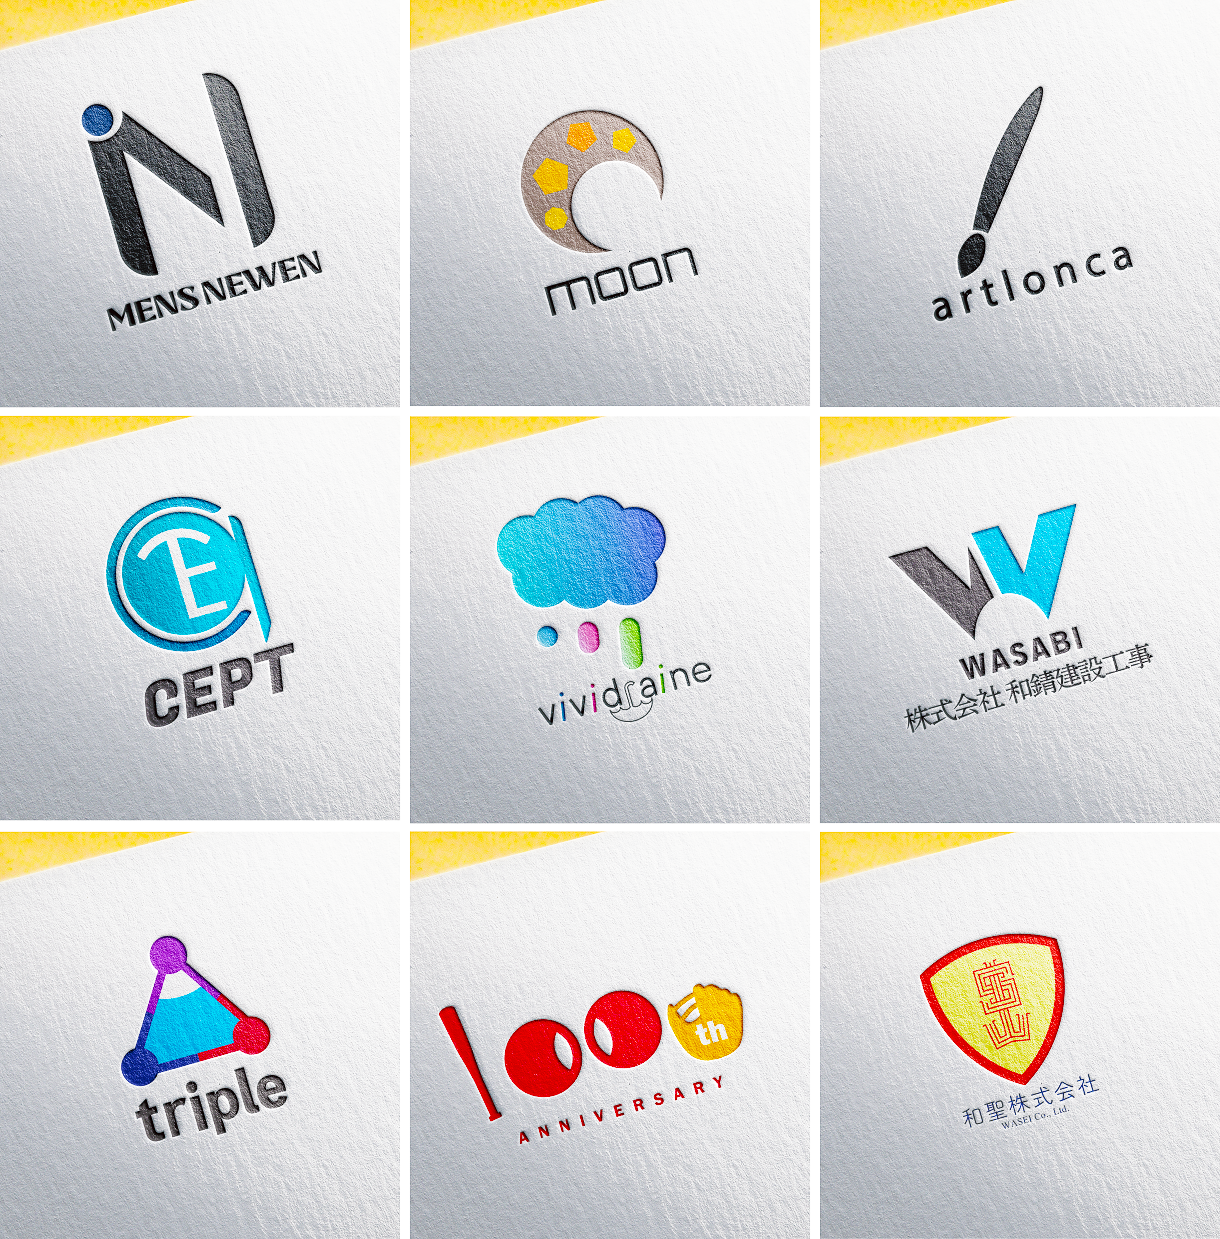 MENS NEWEN
moon
artlonca
CEPT
vividraine
WASABI
株式会社 和錆建設工事
triple
100th
ANNIVERSARY
和聖株式会社
WASEI Co., Ltd.